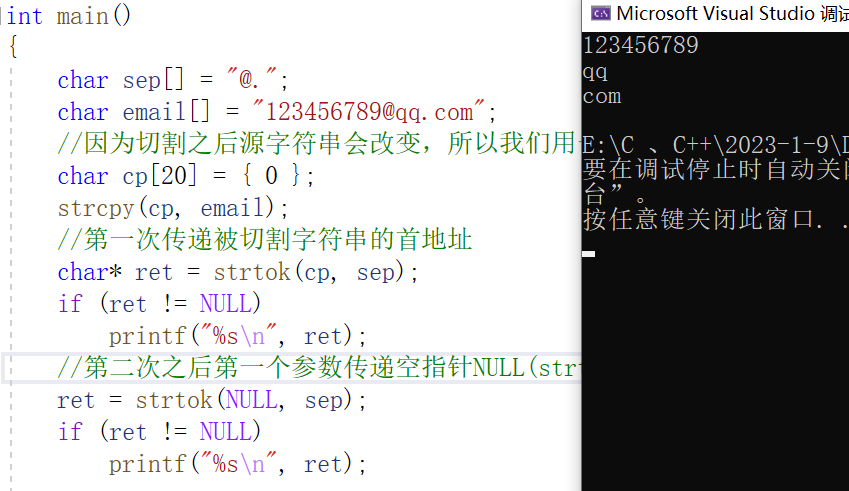 int main()
{
    char sep[] = "@.";
    char email[] = "123456789@qq.com";
    //因为切割之后源字符串会改变，所以我们用
    char cp[20] = { 0 };
    strcpy(cp, email);
    //第一次传递被切割字符串的首地址
    char* ret = strtok(cp, sep);
    if (ret != NULL)
        printf("%s\n", ret);
    //第二次之后第一个参数传递空指针NULL(str
    ret = strtok(NULL, sep);
    if (ret != NULL)
        printf("%s\n", ret);
Microsoft Visual Studio 调试
123456789
qq
com
E:\C 、C++\2023-1-9\D
要在调试停止时自动关闭
台”。
按任意键关闭此窗口. .